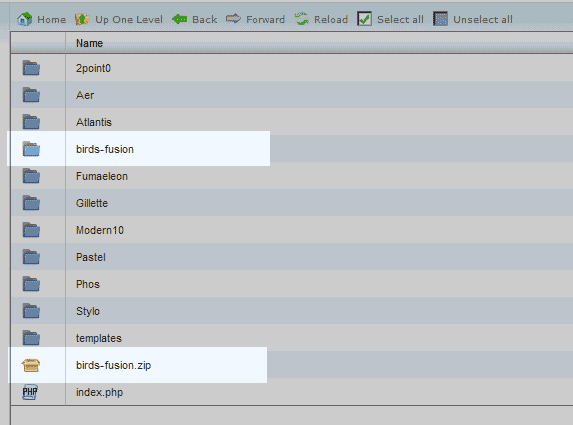 Home Up One Level Back Forward Reload Select all Unselect all
Name
2point0
Aer
Atlantis
birds-fusion
Fumaeleon
Gillette
Modern10
Pastel
Phos
Stylo
templates
birds-fusion.zip
PHP index.php